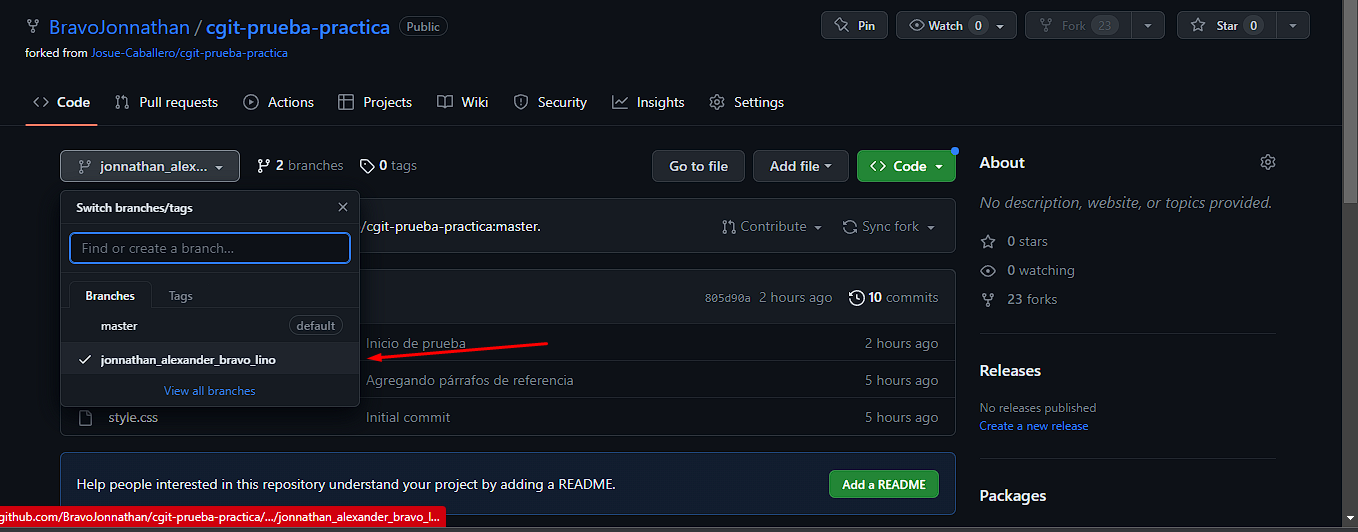 BravoJonnathan / cgit-prueba-practica Public
Pin
Watch 0
Fork 23
Star 0
forked from Josue-Caballero/cgit-prueba-practica
Code
Pull requests
Actions
Projects
Wiki
Security
Insights
Settings
jonnathan_alex...
2 branches
0 tags
Go to file
Add file
Code
Switch branches/tags
Find or create a branch...
Branches
Tags
master default
jonnathan_alexander_bravo_lino
View all branches
/cgit-prueba-practica:master.
Contribute
Sync fork
805d90a 2 hours ago
10 commits
Inicio de prueba 2 hours ago
Agregando párrafos de referencia 5 hours ago
style.css Initial commit 5 hours ago
Help people interested in this repository understand your project by adding a README.
Add a README
About
No description, website, or topics provided.
0 stars
0 watching
23 forks
Releases
No releases published
Create a new release
Packages
github.com/BravoJonnathan/cgit-prueba-practica/.../jonnathan_alexander_bravo_l...